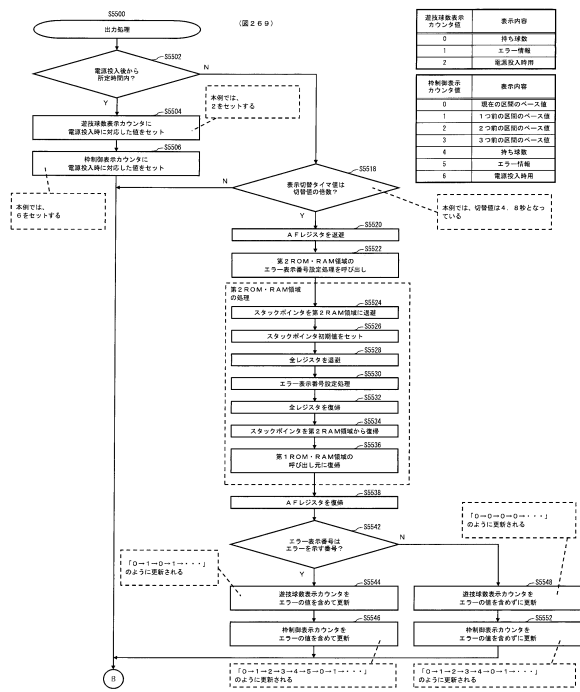 S5500
(図269)
出力処理
S5502
電源投入後から
所定時間内?
N
Y
本例では、
2をセットする
S5504
遊技球数表示カウンタに
電源投入時に対応した値をセット
S5506
枠制御表示カウンタに
電源投入時に対応した値をセット
本例では、
6をセットする
遊技球数表示
カウンタ値
表示内容
0
持ち球数
1
エラー情報
2
電源投入時用
枠制御表示
カウンタ値
表示内容
0
現在の区間のベース値
1
1つ前の区間のベース値
2
2つ前の区間のベース値
3
3つ前の区間のベース値
4
持ち球数
5
エラー情報
6
電源投入時用
S5518
表示切替タイマ値は
切替値の倍数?
N
Y
本例では、切替値は4.8秒となっ
ている
S5520
AFレジスタを退避
S5522
第2ROM・RAM領域の
エラー表示番号設定処理を呼び出し
第2ROM・RAM領域
の処理
S5524
スタックポインタを第2RAM領域に退避
S5526
スタックポインタ初期値をセット
S5528
全レジスタを退避
S5530
エラー表示番号設定処理
S5532
全レジスタを復帰
S5534
スタックポインタを第2RAM領域から復帰
S5536
第1ROM・RAM領域の
呼び出し元に復帰
S5538
AFレジスタを復帰
S5542
エラー表示番号は
エラーを示す番号?
N
Y
「0→0→0→0→・・・」
のように更新される
「0→1→0→1→・・・」
のように更新される
S5544
遊技球数表示カウンタを
エラーの値を含めて更新
S5548
遊技球数表示カウンタを
エラーの値を含めずに更新
S5546
枠制御表示カウンタを
エラーの値を含めて更新
S5552
枠制御表示カウンタを
エラーの値を含めずに更新
「0→1→2→3→4→5→0→1→・・・」
のように更新される
「0→1→2→3→4→0→1→・・・」
のように更新される
B